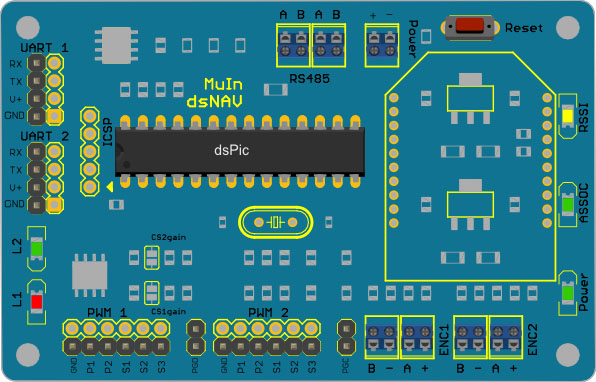 UART 1
RX
TX
V+
GND
UART 2
RX
TX
V+
GND
ICSP
A B A B
RS485
+ -
Power
Reset
MuIn
dsNAV
dsPic
RSSI
ASSOC
Power
L2
L1
CS2gain
CS1gain
PWM 1
GND P1 P2 S1 S2 S3
PGD
PWM 2
GND P1 P2 S1 S2 S3
PGC
B - A +
ENC1
B - A +
ENC2